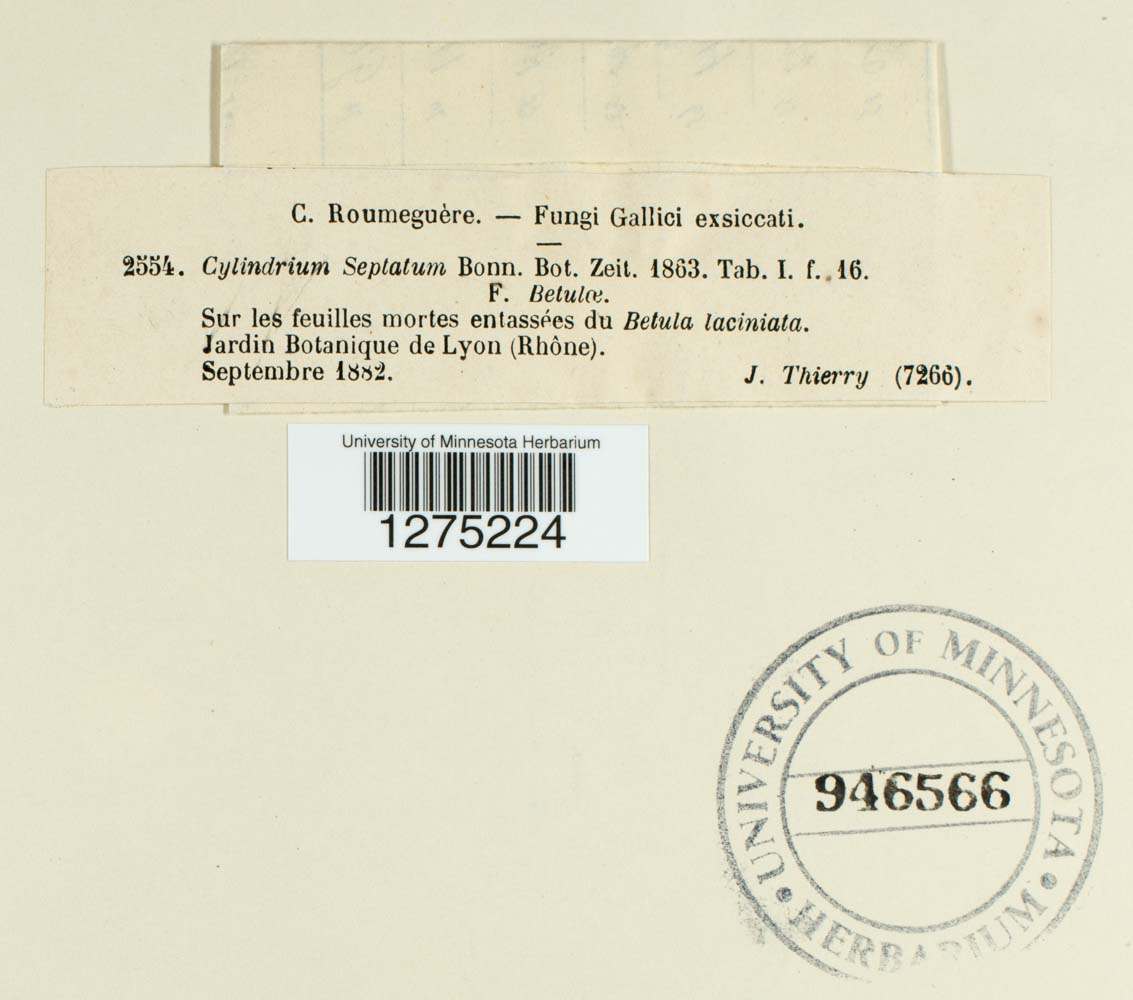 C. Roumeguère. — Fungi Gallici exsiccati.
2554. Cylindrium Septatum Bonn. Bot. Zeit. 1863. Tab. I. f. 16.
F. Betulæ.
Sur les feuilles mortes entassées du Betula laciniata.
Jardin Botanique de Lyon (Rhône).
Septembre 1882. J. Thierry (7266).
University of Minnesota Herbarium
1275224
UNIVERSITY OF MINNESOTA
946566
HERBARIUM